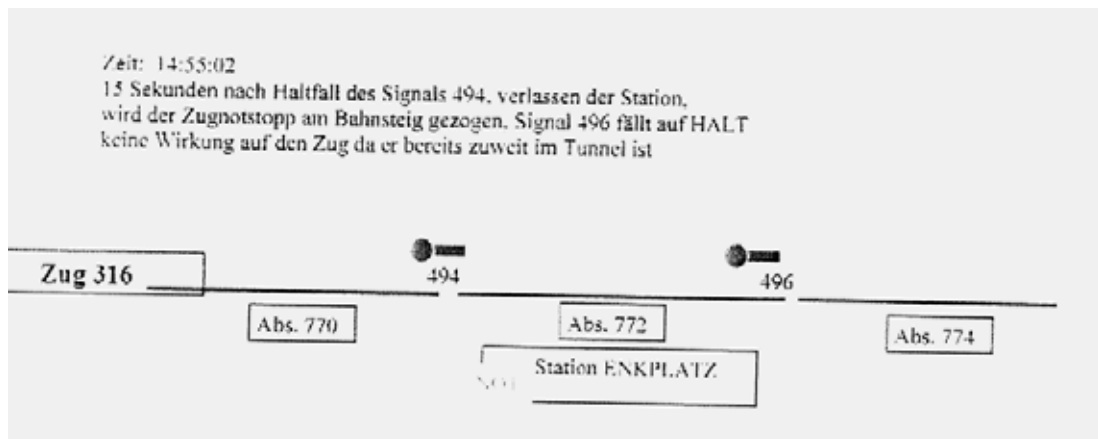 Zeit: 14:55:02
15 Sekunden nach Haltfall des Signals 494, verlassen der Station,
wird der Zugnotstopp am Bahnsteig gezogen. Signal 496 fällt auf HALT
keine Wirkung auf den Zug da er bereits zuweit im Tunnel ist
494
496
Zug 316
Abs. 770
Abs. 772
Abs. 774
Station ENKPLATZ
NOT